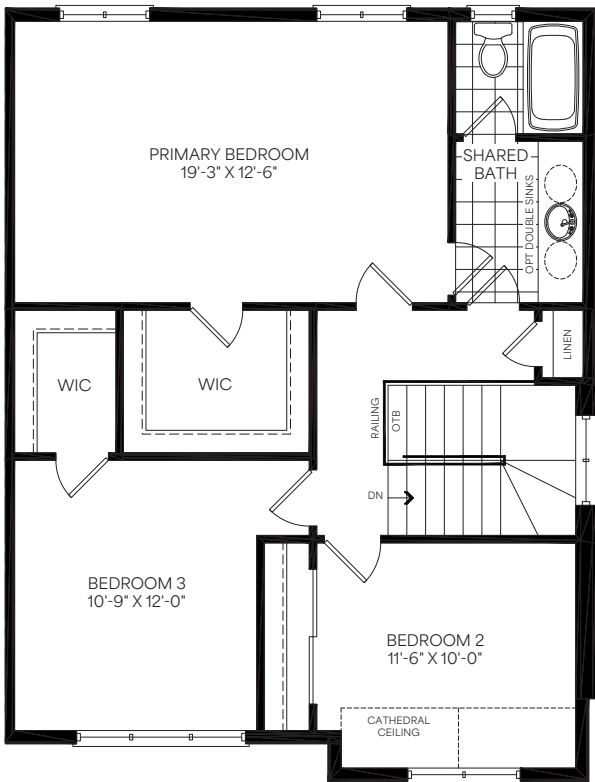 PRIMARY BEDROOM
19'-3" X 12'-6"
SHARED
BATH
OPT DOUBLE SINKS
WIC
WIC
LINEN
RAILING
OTB
DN
BEDROOM 3
10'-9" X 12'-0"
BEDROOM 2
11'-6" X 10'-0"
CATHEDRAL
CEILING